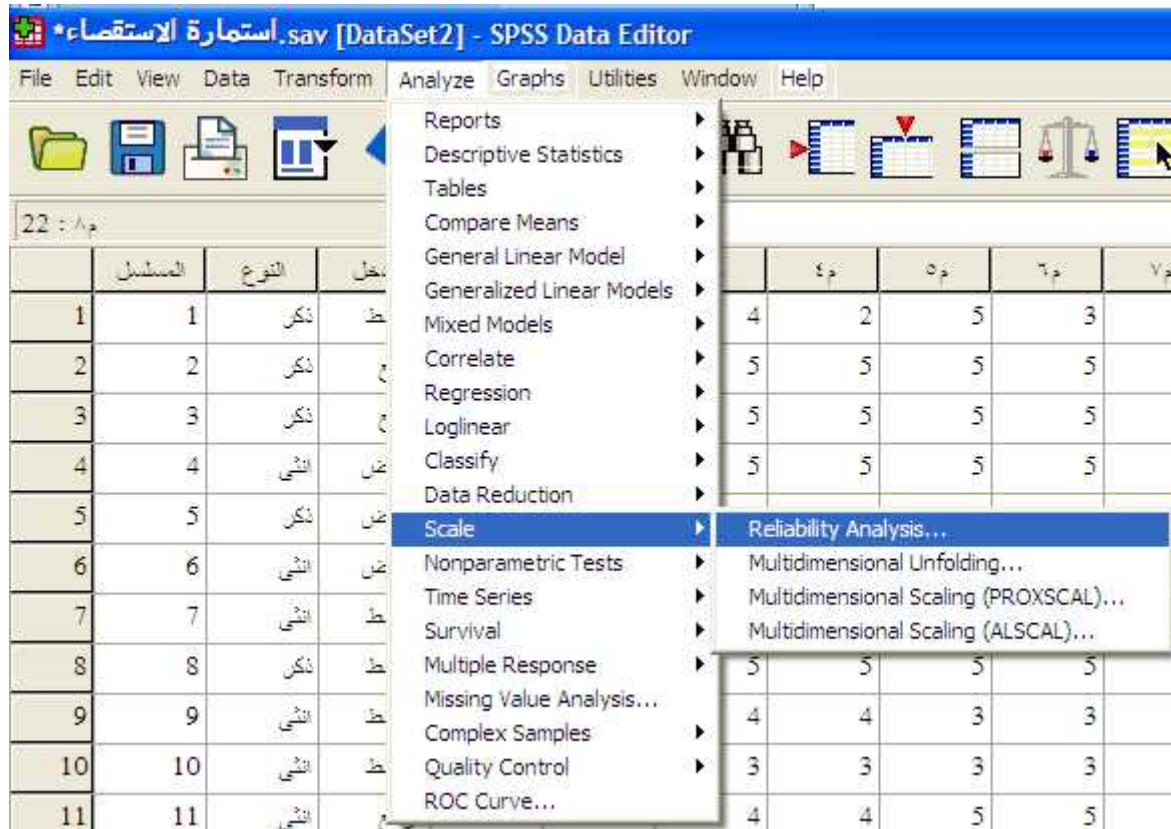 *استمارة الاستقصاء.sav [DataSet2] - SPSS Data Editor
File Edit View Data Transform Analyze Graphs Utilities Window Help
22 : م٨
المسلسل النوع م٤ م٥ م٦ م٧
1 1 ذكر 4 2 5 3
2 2 ذكر 5 5 5 5
3 3 ذكر 5 5 5 5
4 4 انثى 5 5 5 5
5 5 ذكر
6 6 انثى
7 7 انثى
8 8 ذكر 5 5 5 5
9 9 انثى 4 4 3 3
10 10 انثى 3 3 3 3
11 11 انثى 4 4 5 5
Reports
Descriptive Statistics
Tables
Compare Means
General Linear Model
Generalized Linear Models
Mixed Models
Correlate
Regression
Loglinear
Classify
Data Reduction
Scale
Nonparametric Tests
Time Series
Survival
Multiple Response
Missing Value Analysis...
Complex Samples
Quality Control
ROC Curve...
Reliability Analysis...
Multidimensional Unfolding...
Multidimensional Scaling (PROXSCAL)...
Multidimensional Scaling (ALSCAL)...